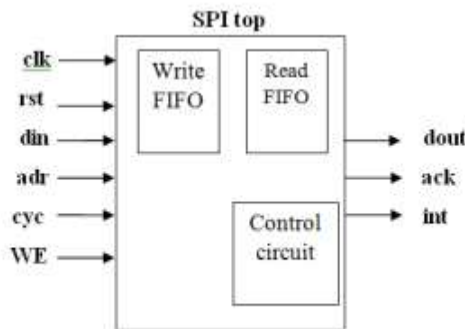 SPI top
clk
rst
din
adr
cyc
WE
Write
FIFO
Read
FIFO
Control
circuit
dout
ack
int